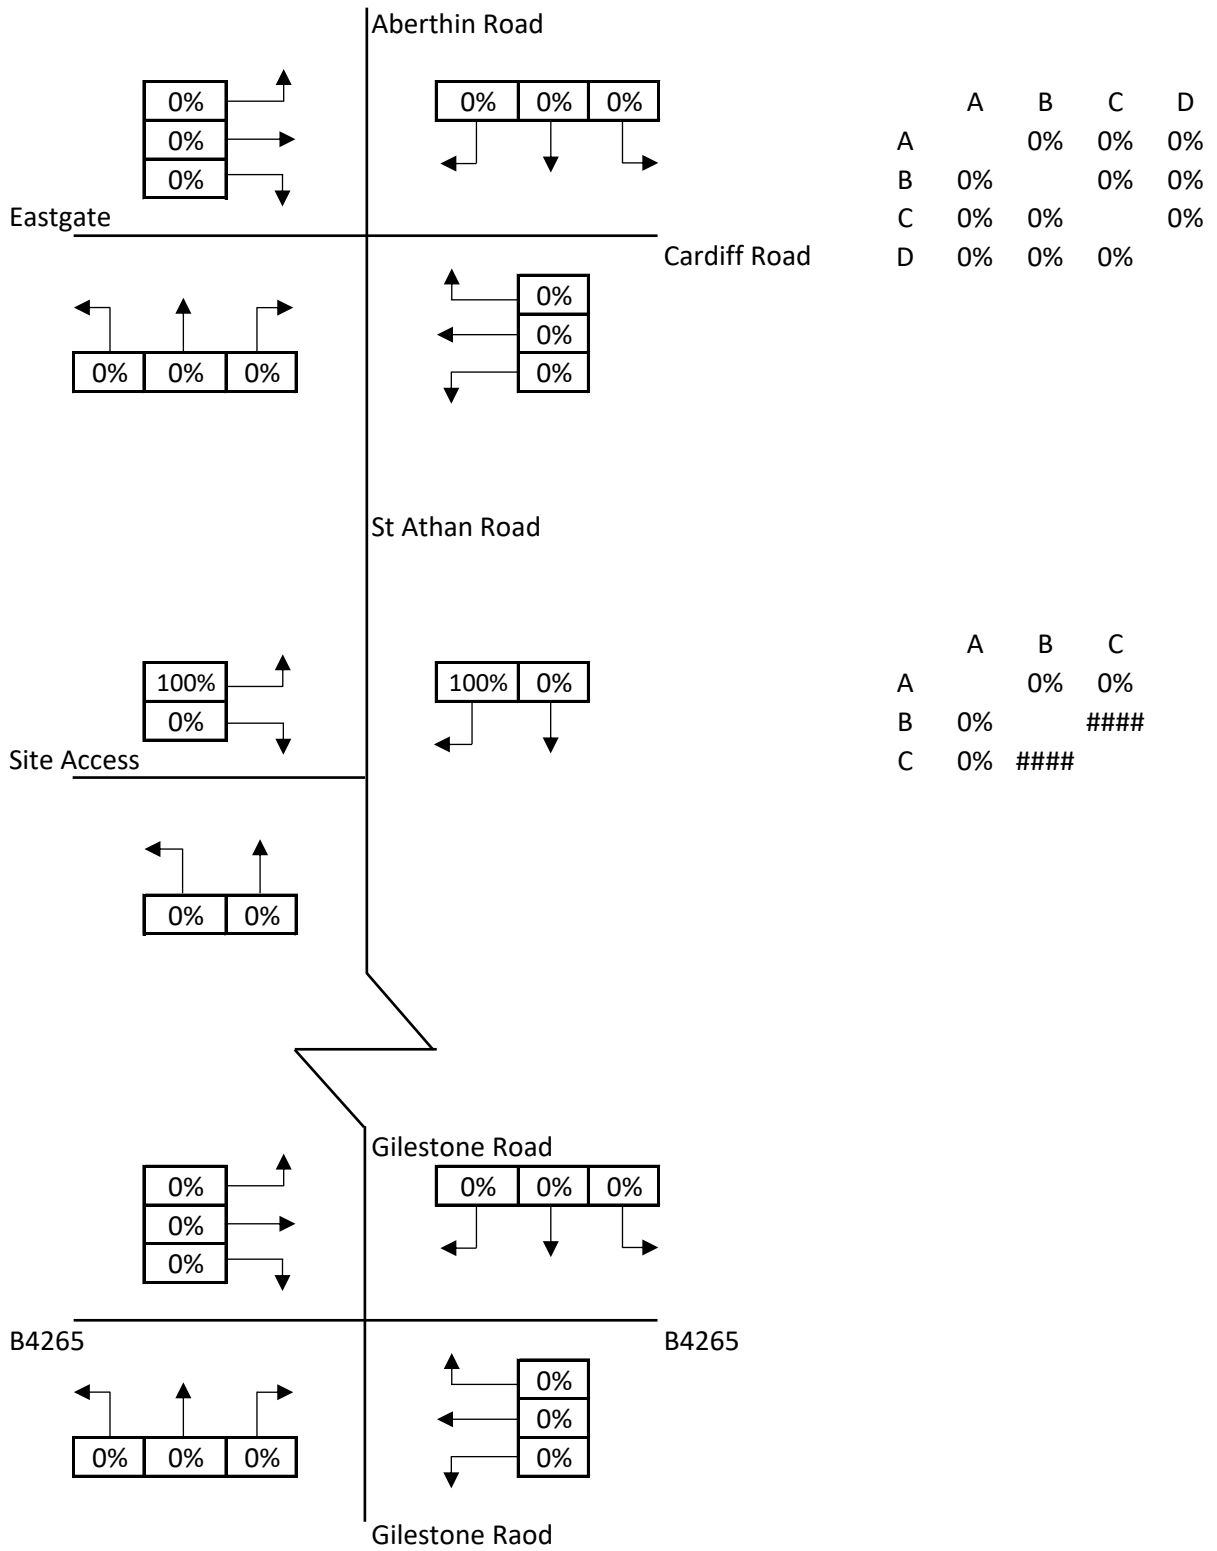 Aberthin Road
0%
0% 0% 0%
A B C D
0%
A 0% 0% 0%
0%
B 0% 0% 0%
Eastgate
C 0% 0% 0%
Cardiff Road
D 0% 0% 0%
0%
0%
0% 0% 0%
0%
St Athan Road
A B C
100%
100% 0%
A 0% 0%
0%
B 0% ####
Site Access
C 0% ####
0% 0%
Gilestone Road
0%
0% 0% 0%
0%
0%
B4265
B4265
0%
0%
0% 0% 0%
0%
Gilestone Raod